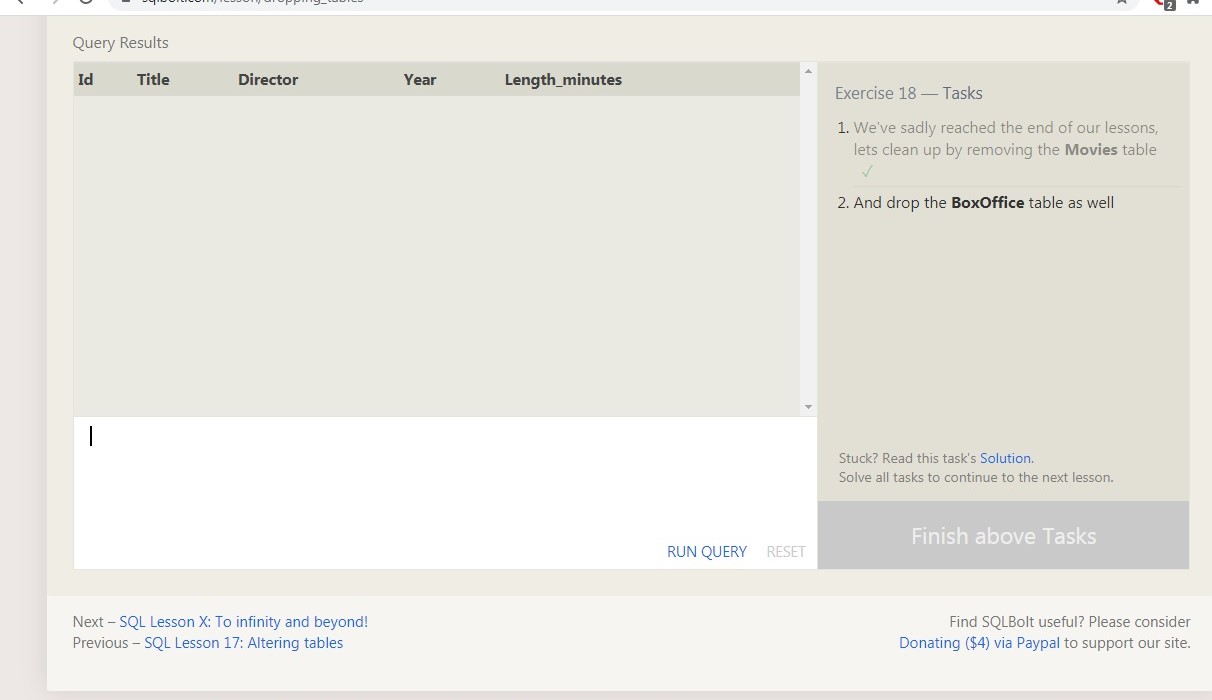 sqlbolt.com/lesson/dropping_tables
2
Query Results
Id Title Director Year Length_minutes
Exercise 18 — Tasks
1. We've sadly reached the end of our lessons,
lets clean up by removing the Movies table
✓
2. And drop the BoxOffice table as well
Stuck? Read this task's Solution.
Solve all tasks to continue to the next lesson.
RUN QUERY RESET
Finish above Tasks
Next – SQL Lesson X: To infinity and beyond!
Previous – SQL Lesson 17: Altering tables
Find SQLBolt useful? Please consider
Donating ($4) via Paypal to support our site.